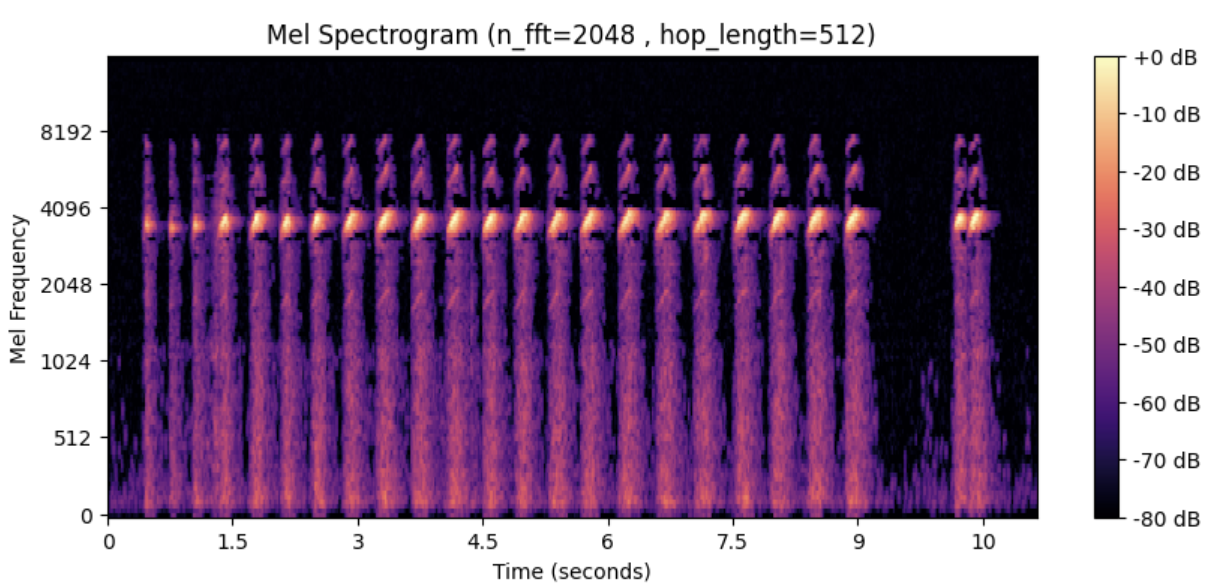 Mel Spectrogram (n_fft=2048 , hop_length=512)
Mel Frequency
8192
4096
2048
1024
512
0
0 1.5 3 4.5 6 7.5 9 10
Time (seconds)
+0 dB
-10 dB
-20 dB
-30 dB
-40 dB
-50 dB
-60 dB
-70 dB
-80 dB